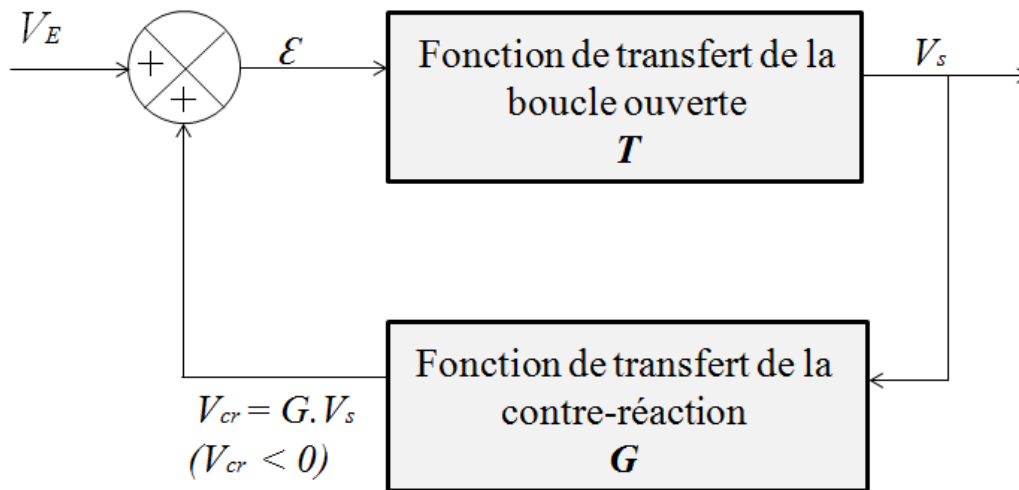 V_E
+
+
ε
Fonction de transfert de la
boucle ouverte
T
V_s
Fonction de transfert de la
contre-réaction
G
V_cr = G.V_s
(V_cr < 0)